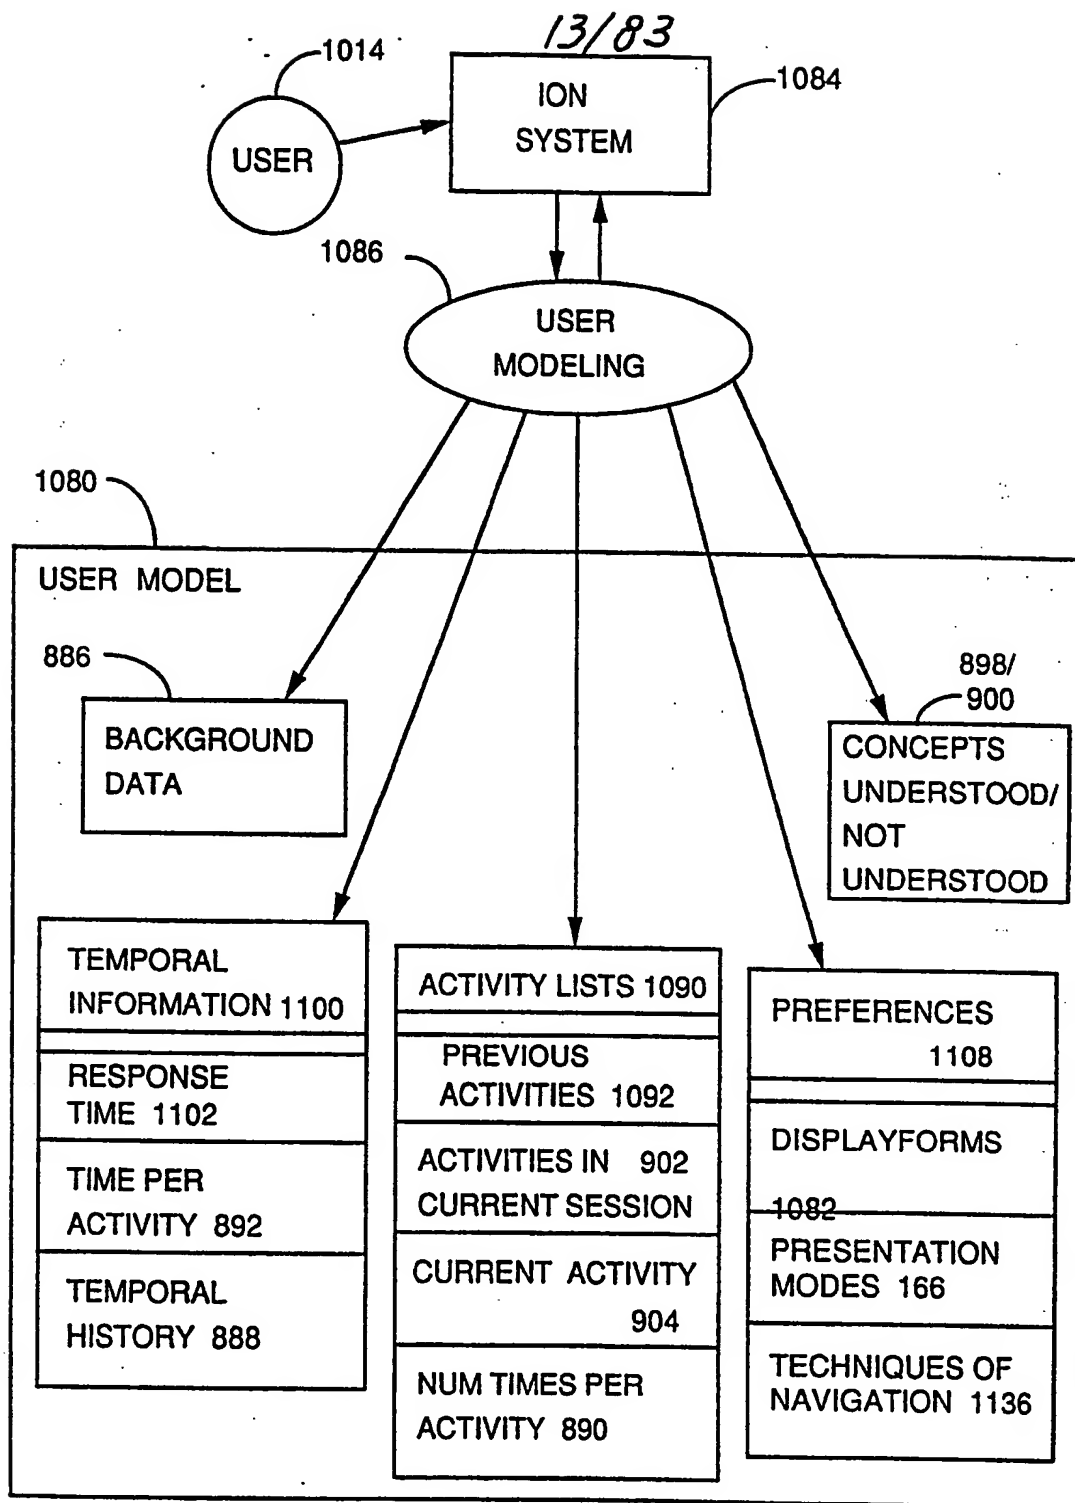 13/83
1014
ION
SYSTEM
1084
USER
1086
USER
MODELING
1080
USER MODEL
886
BACKGROUND
DATA
898/
900
CONCEPTS
UNDERSTOOD/
NOT
UNDERSTOOD
TEMPORAL
INFORMATION 1100
RESPONSE
TIME 1102
TIME PER
ACTIVITY 892
TEMPORAL
HISTORY 888
ACTIVITY LISTS 1090
PREVIOUS
ACTIVITIES 1092
ACTIVITIES IN 902
CURRENT SESSION
CURRENT ACTIVITY
904
NUM TIMES PER
ACTIVITY 890
PREFERENCES
1108
DISPLAYFORMS
1082
PRESENTATION
MODES 166
TECHNIQUES OF
NAVIGATION 1136